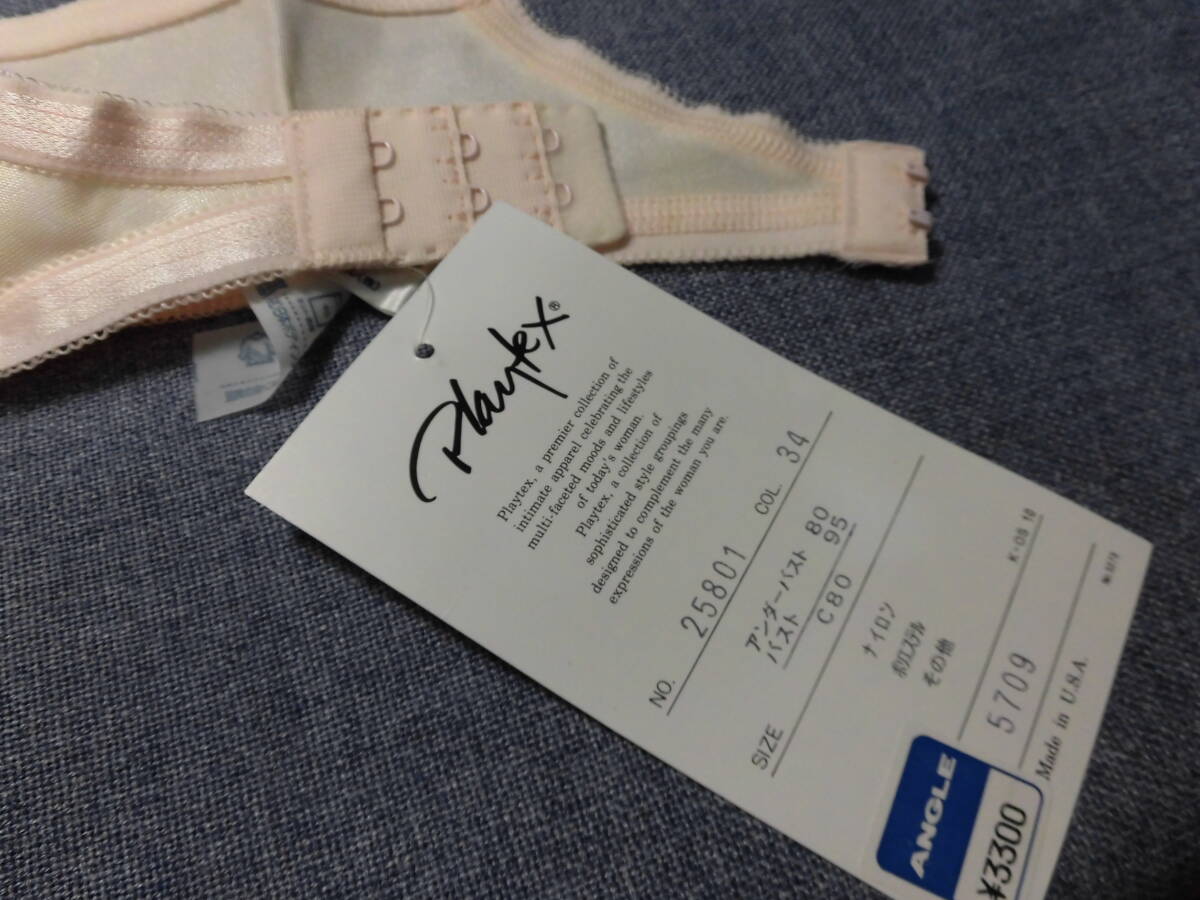 Playtex®
Playtex, a premier collection of
intimate apparel celebrating the
multi-faceted moods and lifestyles
of today's woman.
Playtex, a collection of
sophisticated style groupings
designed to complement the many
expressions of the woman you are.
NO. 25801 COL. 34
アンダーバスト 80
バスト 95
SIZE C80
ナイロン
ポリエステル
その他
K-09 10
5709
Made in U.S.A.
ANGLE
¥3300